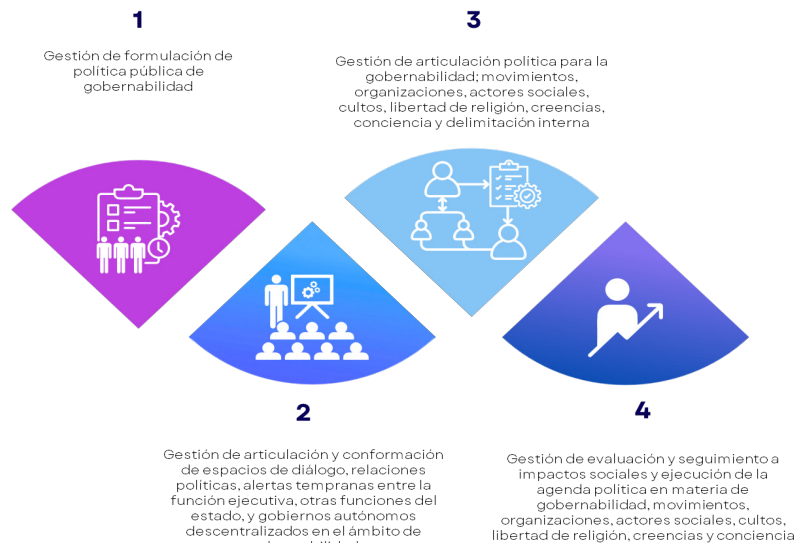 1
Gestión de formulación de
política pública de
gobernabilidad
3
Gestión de articulación política para la
gobernabilidad; movimientos,
organizaciones, actores sociales,
cultos, libertad de religión, creencias,
conciencia y delimitación interna
2
Gestión de articulación y conformación
de espacios de diálogo, relaciones
políticas, alertas tempranas entre la
función ejecutiva, otras funciones del
estado, y gobiernos autónomos
descentralizados en el ámbito de
4
Gestión de evaluación y seguimiento a
impactos sociales y ejecución de la
agenda política en materia de
gobernabilidad, movimientos,
organizaciones, actores sociales, cultos,
libertad de religión, creencias y conciencia